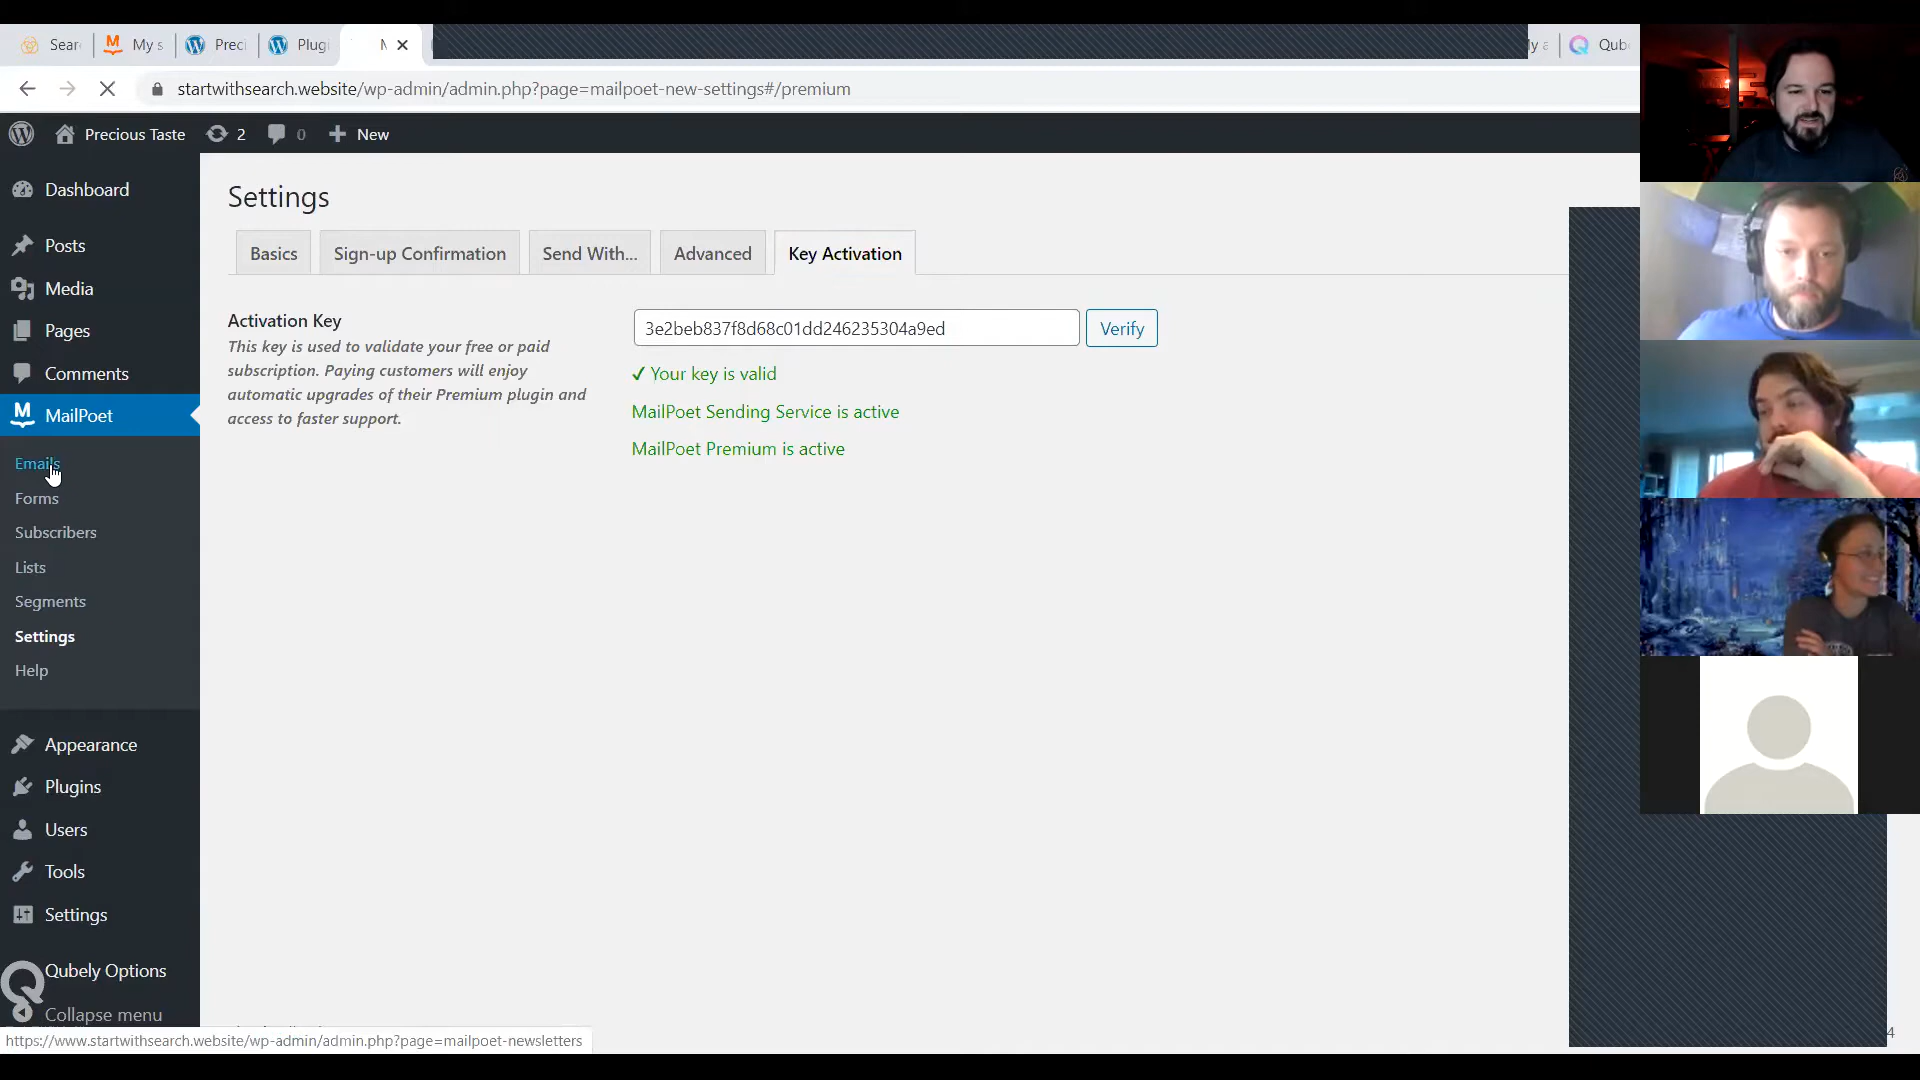 Sear
My s
Preci
Plugi
ly a
Qub
startwithsearch.website/wp-admin/admin.php?page=mailpoet-new-settings#/premium
Precious Taste
2
0
New
Dashboard
Posts
Media
Pages
Comments
MailPoet
Emails
Forms
Subscribers
Lists
Segments
Settings
Help
Appearance
Plugins
Users
Tools
Settings
Qubely Options
Collapse menu
Settings
Basics
Sign-up Confirmation
Send With...
Advanced
Key Activation
Activation Key
This key is used to validate your free or paid
subscription. Paying customers will enjoy
automatic upgrades of their Premium plugin and
access to faster support.
3e2beb837f8d68c01dd246235304a9ed
Verify
✓ Your key is valid
MailPoet Sending Service is active
MailPoet Premium is active
https://www.startwithsearch.website/wp-admin/admin.php?page=mailpoet-newsletters
4